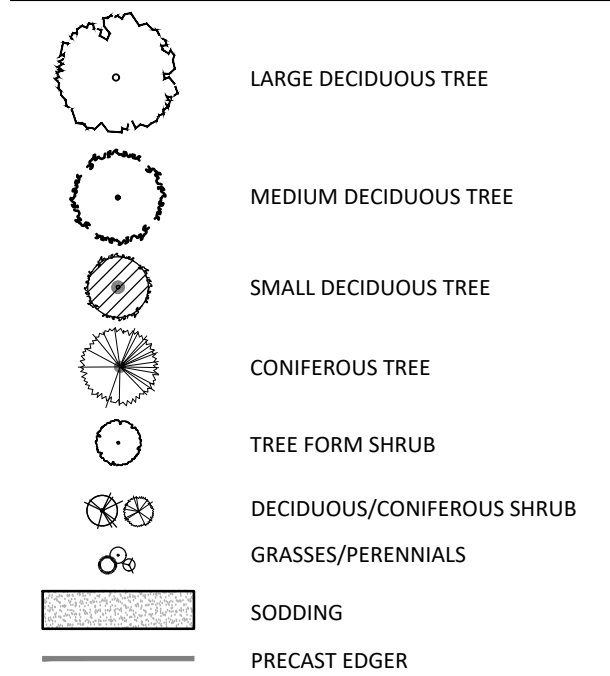 LARGE DECIDUOUS TREE
MEDIUM DECIDUOUS TREE
SMALL DECIDUOUS TREE
CONIFEROUS TREE
TREE FORM SHRUB
DECIDUOUS/CONIFEROUS SHRUB
GRASSES/PERENNIALS
SODDING
PRECAST EDGER